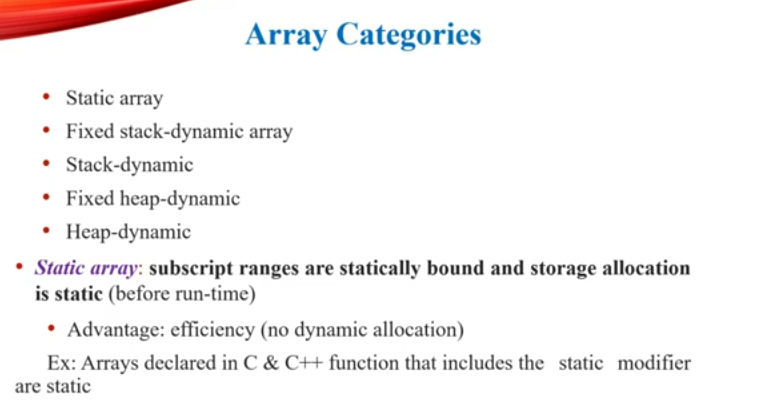 Array Categories
• Static array
• Fixed stack-dynamic array
• Stack-dynamic
• Fixed heap-dynamic
• Heap-dynamic
• Static array: subscript ranges are statically bound and storage allocation
is static (before run-time)
• Advantage: efficiency (no dynamic allocation)
Ex: Arrays declared in C & C++ function that includes the static modifier
are static